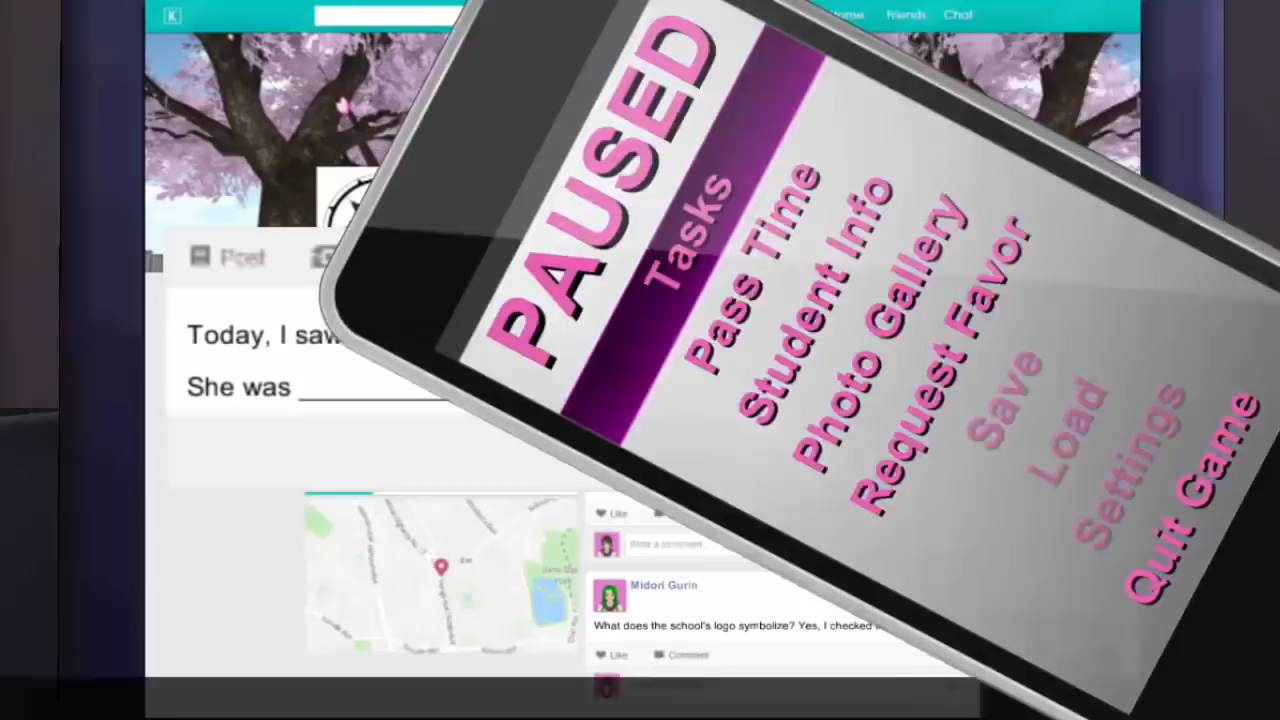 K
Home Friends Chat
PAUSED
Tasks
Pass Time
Student Info
Photo Gallery
Request Favor
Save
Load
Settings
Quit Game
Post
Today, I saw
She was ____________
Like
Write a comment...
Midori Gurin
What does the school's logo symbolize? Yes, I checked
Like Comment